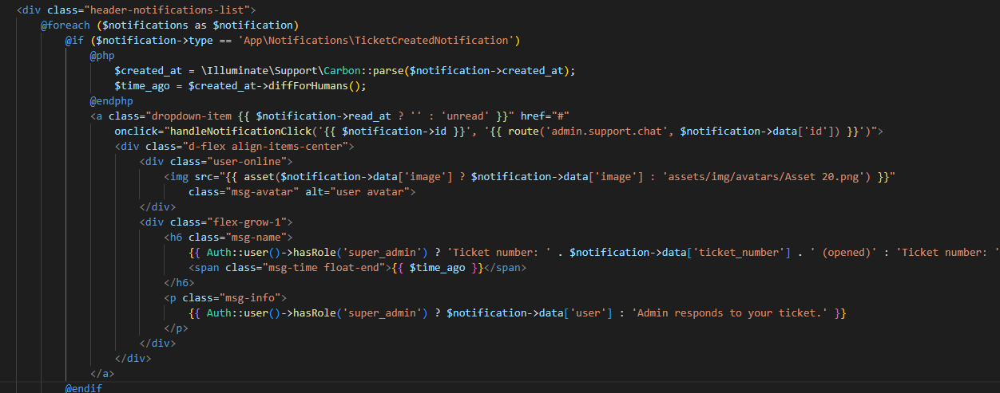 <div class="header-notifications-list">
@foreach ($notifications as $notification)
@if ($notification->type == 'App\Notifications\TicketCreatedNotification')
@php
$created_at = \Illuminate\Support\Carbon::parse($notification->created_at);
$time_ago = $created_at->diffForHumans();
@endphp
<a class="dropdown-item {{ $notification->read_at ? '' : 'unread' }}" href="#"
onclick="handleNotificationClick('{{ $notification->id }}', '{{ route('admin.support.chat', $notification->data['id']) }}')">
<div class="d-flex align-items-center">
<div class="user-online">
<img src="{{ asset($notification->data['image'] ? $notification->data['image'] : 'assets/img/avatars/Asset 20.png') }}"
class="msg-avatar" alt="user avatar">
</div>
<div class="flex-grow-1">
<h6 class="msg-name">
{{ Auth::user()->hasRole('super_admin') ? 'Ticket number: ' . $notification->data['ticket_number'] . ' (opened)' : 'Ticket number: '
<span class="msg-time float-end">{{ $time_ago }}</span>
</h6>
<p class="msg-info">
{{ Auth::user()->hasRole('super_admin') ? $notification->data['user'] : 'Admin responds to your ticket.' }}
</p>
</div>
</div>
</a>
@endif